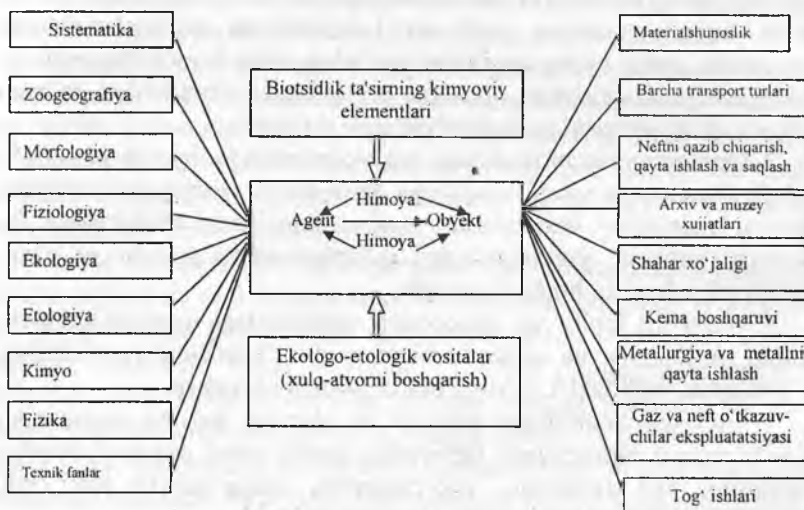 Sistematika
Zoogeografiya
Morfologiya
Fiziologiya
Ekologiya
Etologiya
Kimyo
Fizika
Texnik fanlar
Biotsidlik ta'sirning kimyoviy
elementlari
Himoya
Agent
Obyekt
Himoya
Ekologo-etologik vositalar
(xulq-atvorni boshqarish)
Materialshunoslik
Barcha transport turlari
Neftni qazib chiqarish,
qayta ishlash va saqlash
Arxiv va muzey
xujjatlari
Shahar xo'jaligi
Kema boshqaruvi
Metallurgiya va metallni
qayta ishlash
Gaz va neft o'tkazuv-
chilar ekspluatatsiyasi
Tog' ishlari